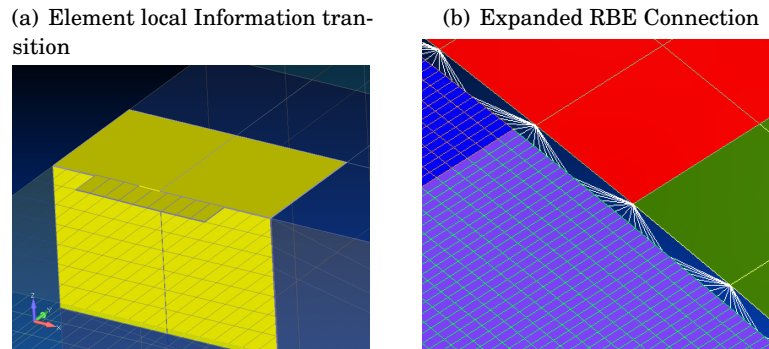 (a) Element local Information tran-
sition
(b) Expanded RBE Connection
Z
Y
X